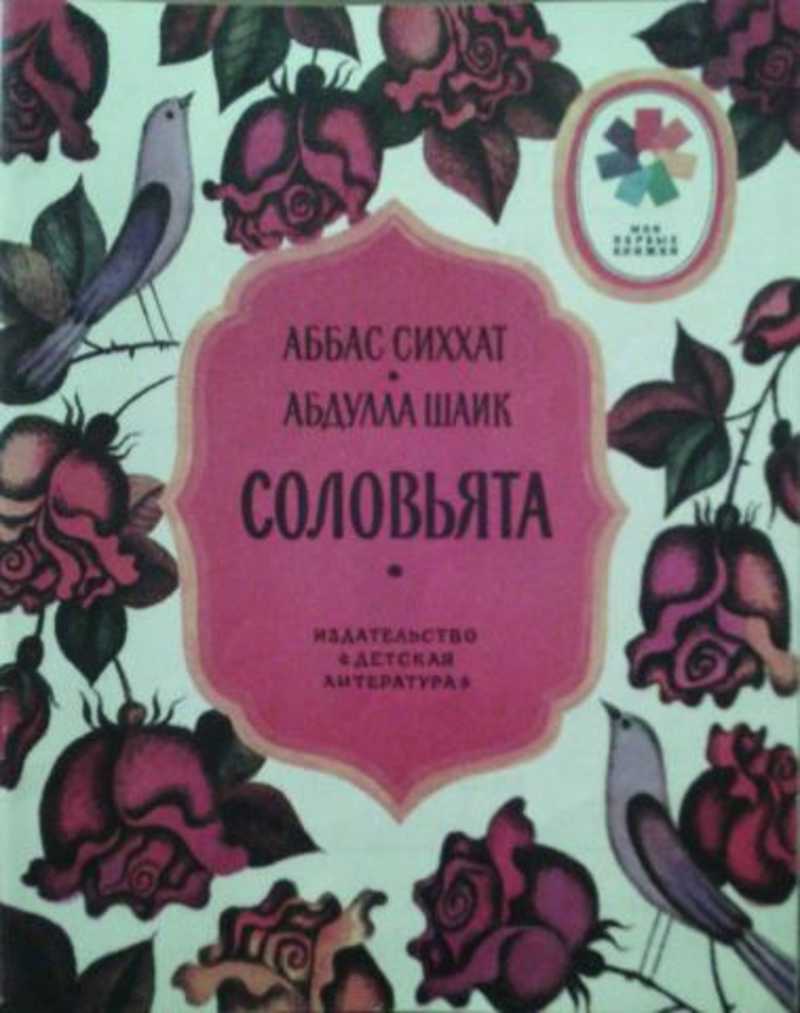 МОИ
ПЕРВЫЕ
КНИЖКИ
АББАС СИХХАТ
•
АБДУЛЛА ШАИК
СОЛОВЬЯТА
•
ИЗДАТЕЛЬСТВО
«ДЕТСКАЯ
ЛИТЕРАТУРА»